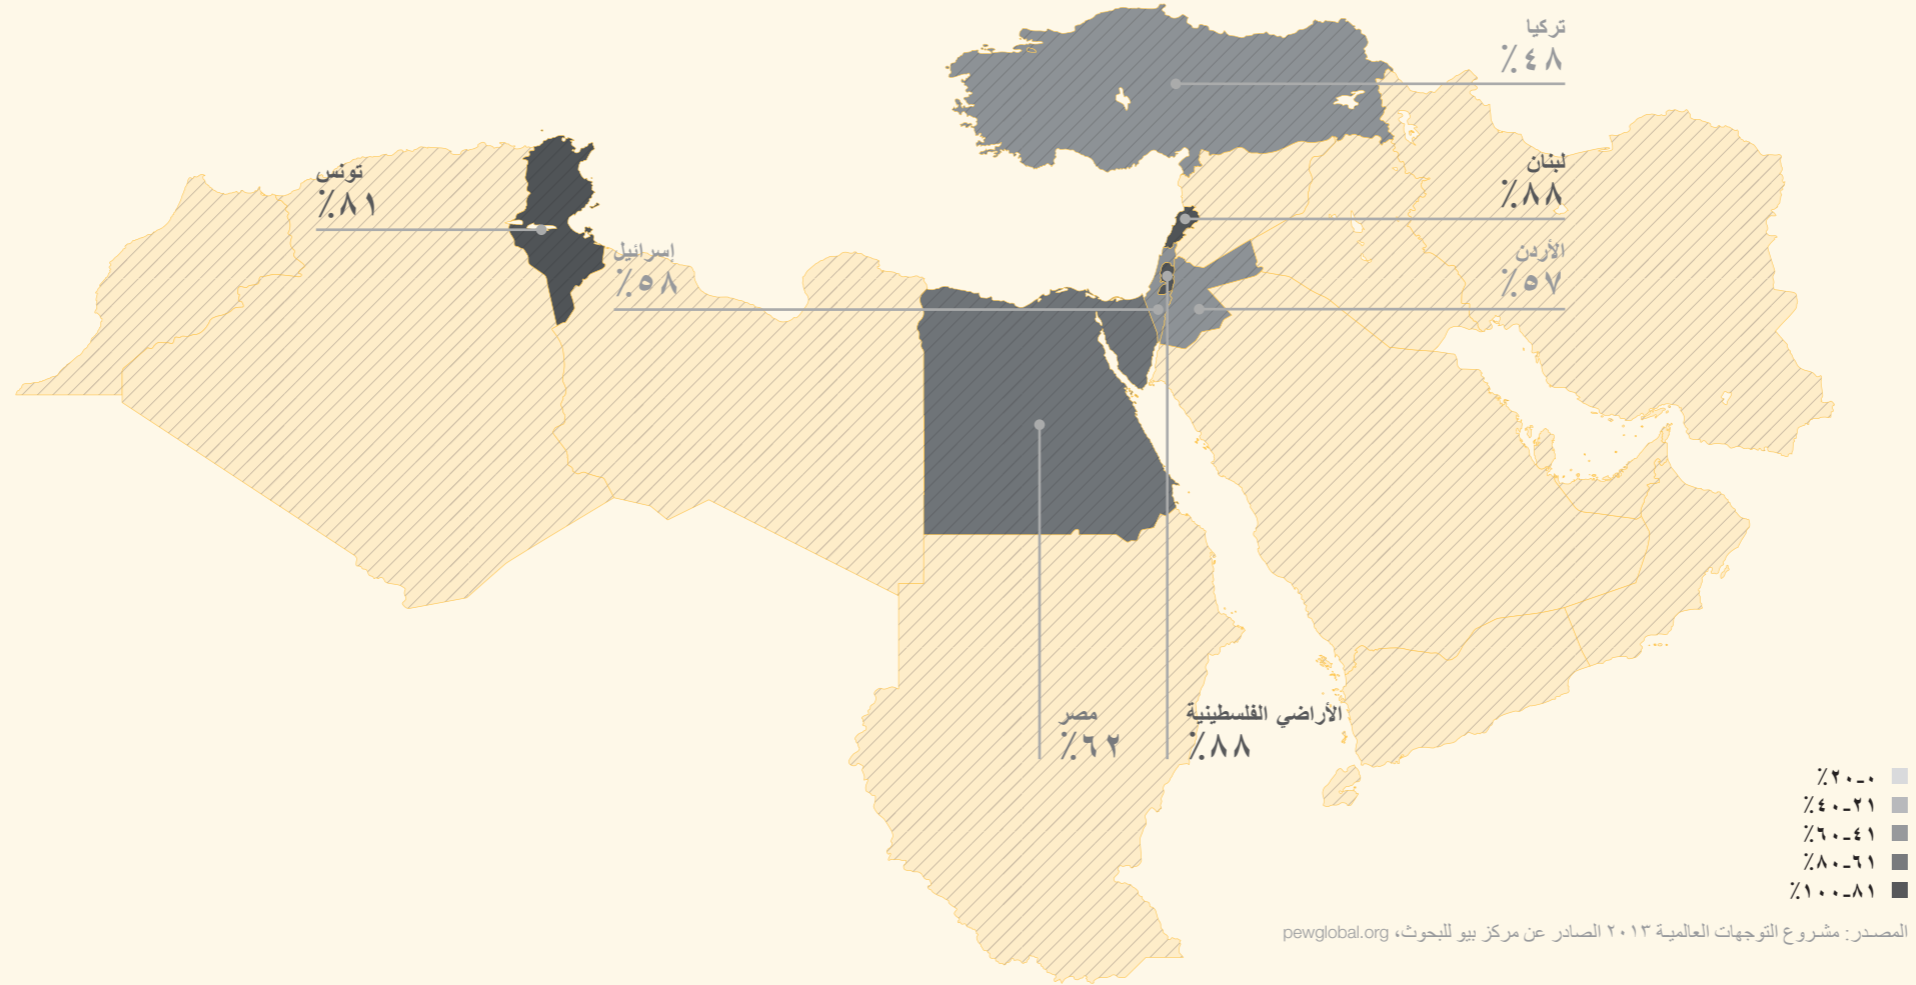 تركيا
٪٤٨
لبنان
٪٨٨
تونس
٪٨١
الأردن
٪٥٧
إسرائيل
٪٥٨
الأراضي الفلسطينية
٪٨٨
مصر
٪٦٢
٪٢٠-٠
٪٤٠-٢١
٪٦٠-٤١
٪٨٠-٦١
٪١٠٠-٨١
المصدر: مشروع التوجهات العالمية ٢٠١٣ الصادر عن مركز بيو للبحوث، pewglobal.org